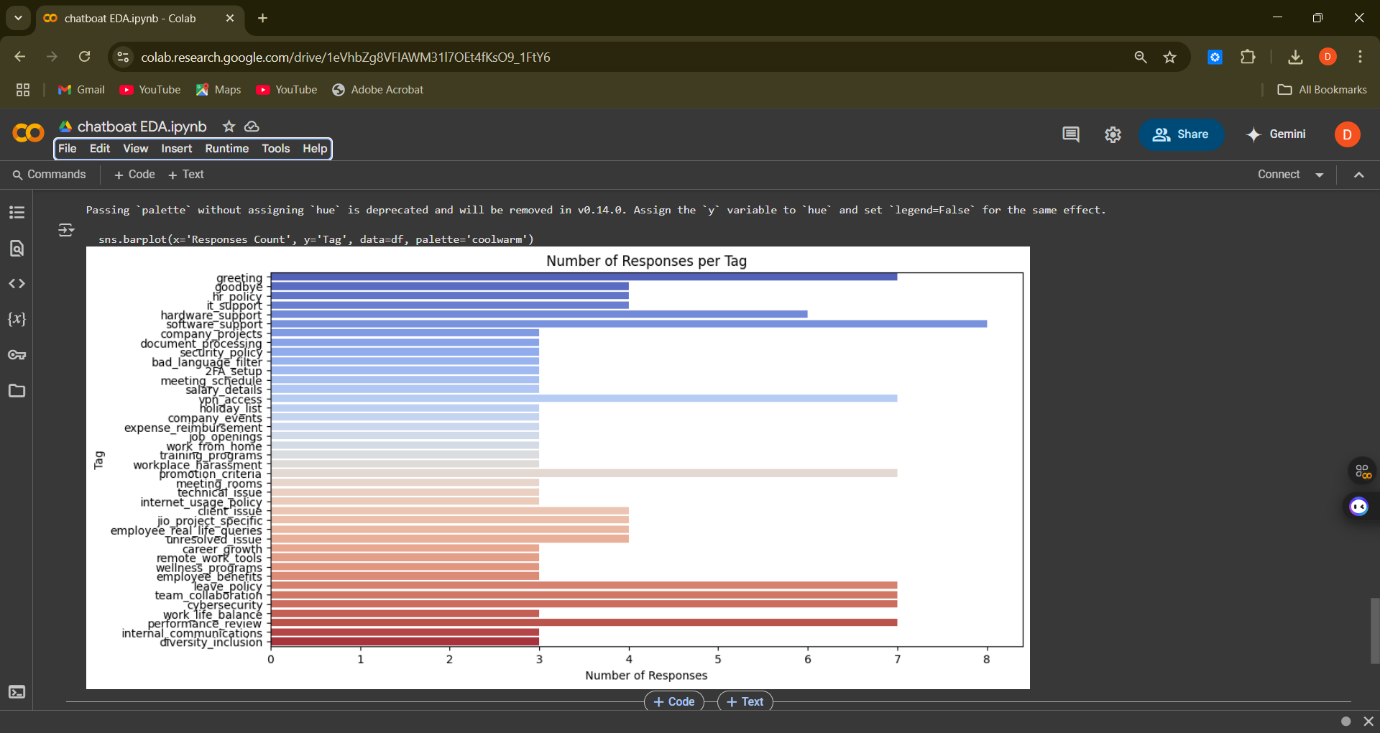 chatboat EDA.ipynb - Colab
colab.research.google.com/drive/1eVhbZg8VFIAWM31I7OEt4fKsO9_1FtY6
D
Gmail YouTube Maps YouTube Adobe Acrobat All Bookmarks
chatboat EDA.ipynb
File Edit View Insert Runtime Tools Help
Share Gemini D
Commands + Code + Text Connect
Passing `palette` without assigning `hue` is deprecated and will be removed in v0.14.0. Assign the `y` variable to `hue` and set `legend=False` for the same effect.
sns.barplot(x='Responses Count', y='Tag', data=df, palette='coolwarm')
Number of Responses per Tag
greeting
goodbye
hr_policy
it_support
hardware_support
software_support
company_projects
document_processing
security_policy
bad_language_filter
2FA_setup
meeting_schedule
salary_details
vpn_access
holiday_list
company_events
expense_reimbursement
job_openings
work_from_home
training_programs
workplace_harassment
promotion_criteria
meeting_rooms
technical_issue
internet_usage_policy
client_issue
jio_project_specific
employee_real_life_queries
unresolved_issue
career_growth
remote_work_tools
wellness_programs
employee_benefits
leave_policy
team_collaboration
cybersecurity
work_life_balance
performance_review
internal_communications
diversity_inclusion
Tag
0 1 2 3 4 5 6 7 8
Number of Responses
+ Code + Text